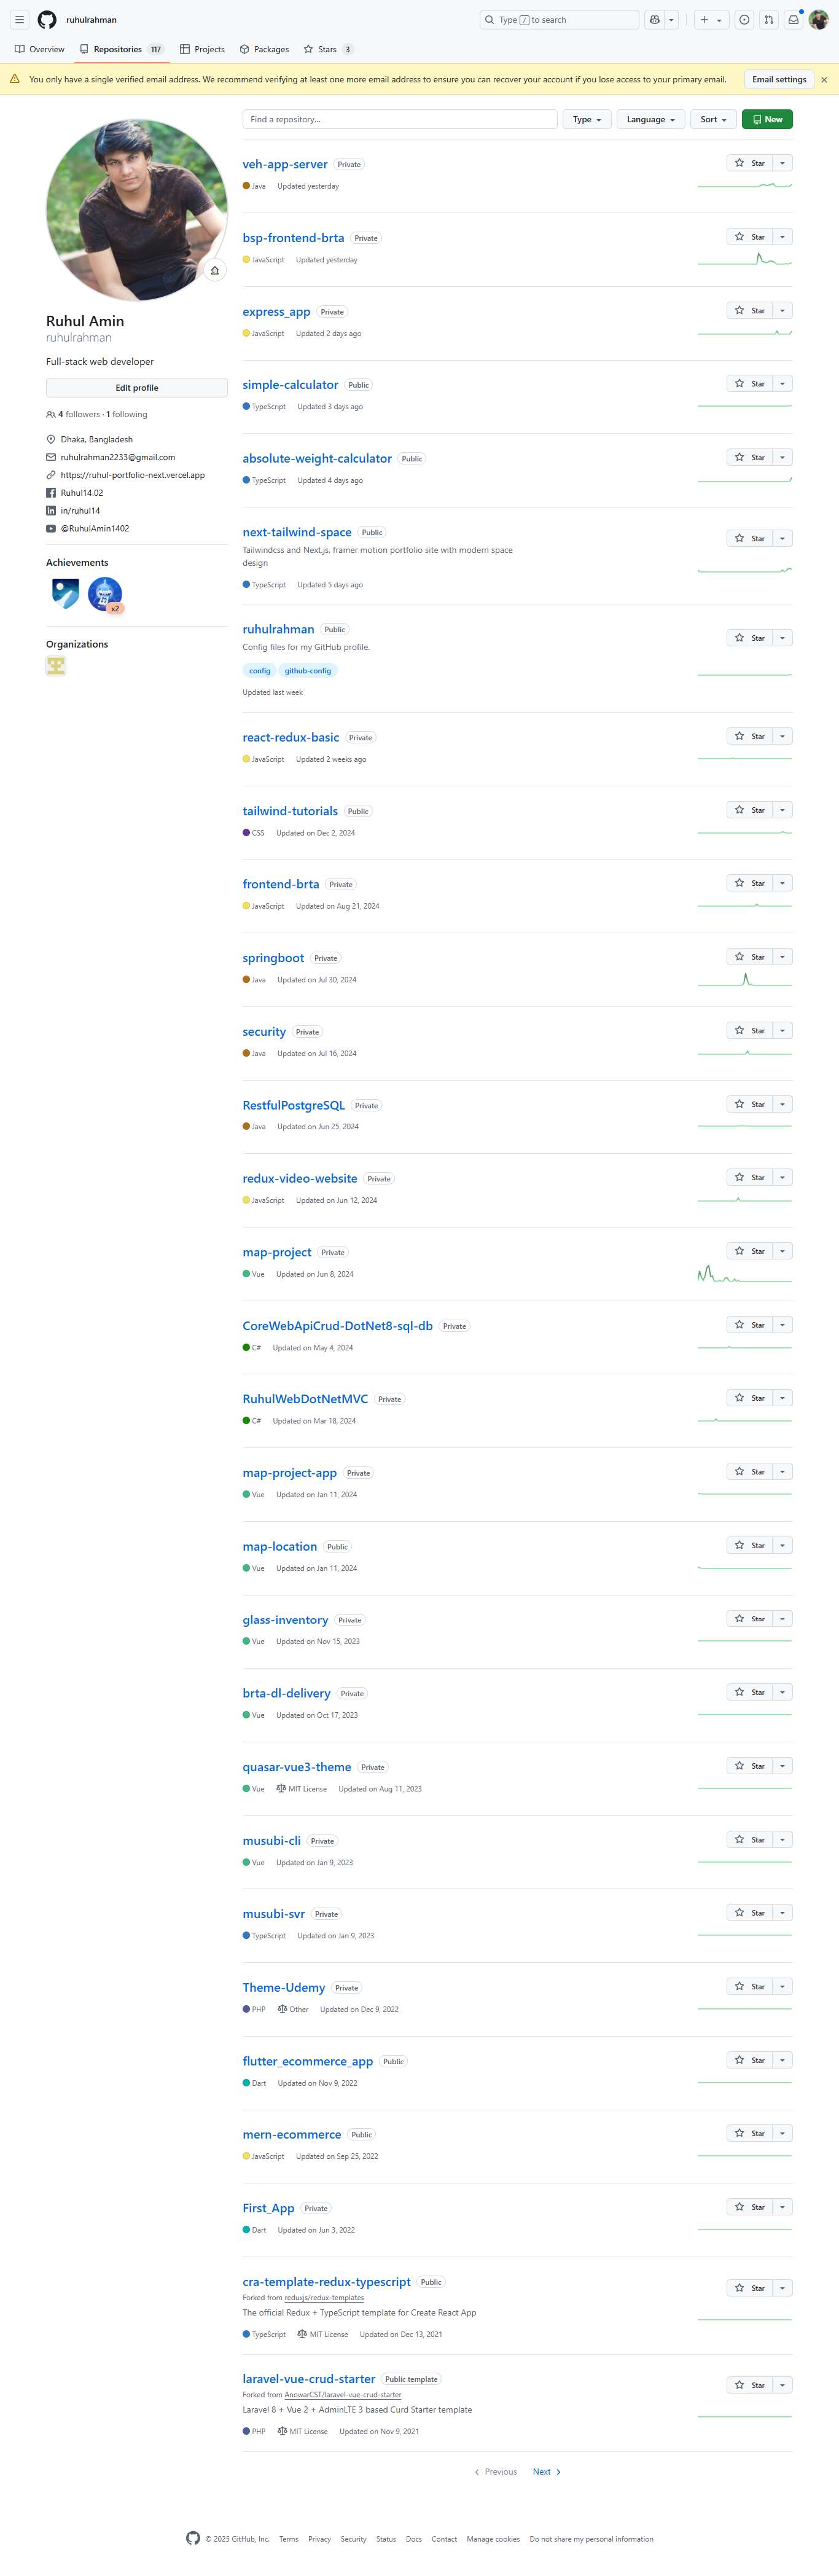 ruhulrahman
Type / to search
Overview
Repositories 117
Projects
Packages
Stars 3
You only have a single verified email address. We recommend verifying at least one more email address to ensure you can recover your account if you lose access to your primary email.
Email settings
Ruhul Amin
ruhulrahman
Full-stack web developer
Edit profile
4 followers · 1 following
Dhaka, Bangladesh
ruhulrahman2233@gmail.com
https://ruhul-portfolio-next.vercel.app
Ruhul14.02
in/ruhul14
@RuhulAmin1402
Achievements
x2
Organizations
Find a repository...
Type
Language
Sort
New
veh-app-server Private
Star
Java Updated yesterday
bsp-frontend-brta Private
Star
JavaScript Updated yesterday
express_app Private
Star
JavaScript Updated 2 days ago
simple-calculator Public
Star
TypeScript Updated 3 days ago
absolute-weight-calculator Public
Star
TypeScript Updated 4 days ago
next-tailwind-space Public
Star
Tailwindcss and Next.js, framer motion portfolio site with modern space
design
TypeScript Updated 5 days ago
ruhulrahman Public
Star
Config files for my GitHub profile.
config github-config
Updated last week
react-redux-basic Private
Star
JavaScript Updated 2 weeks ago
tailwind-tutorials Public
Star
CSS Updated on Dec 2, 2024
frontend-brta Private
Star
JavaScript Updated on Aug 21, 2024
springboot Private
Star
Java Updated on Jul 30, 2024
security Private
Star
Java Updated on Jul 16, 2024
RestfulPostgreSQL Private
Star
Java Updated on Jun 25, 2024
redux-video-website Private
Star
JavaScript Updated on Jun 12, 2024
map-project Private
Star
Vue Updated on Jun 8, 2024
CoreWebApiCrud-DotNet8-sql-db Private
Star
C# Updated on May 4, 2024
RuhulWebDotNetMVC Private
Star
C# Updated on Mar 18, 2024
map-project-app Private
Star
Vue Updated on Jan 11, 2024
map-location Public
Star
Vue Updated on Jan 11, 2024
glass-inventory Private
Star
Vue Updated on Nov 15, 2023
brta-dl-delivery Private
Star
Vue Updated on Oct 17, 2023
quasar-vue3-theme Private
Star
Vue MIT License Updated on Aug 11, 2023
musubi-cli Private
Star
Vue Updated on Jan 9, 2023
musubi-svr Private
Star
TypeScript Updated on Jan 9, 2023
Theme-Udemy Private
Star
PHP Other Updated on Dec 9, 2022
flutter_ecommerce_app Public
Star
Dart Updated on Nov 9, 2022
mern-ecommerce Public
Star
JavaScript Updated on Sep 25, 2022
First_App Private
Star
Dart Updated on Jun 3, 2022
cra-template-redux-typescript Public
Star
Forked from reduxjs/redux-templates
The official Redux + TypeScript template for Create React App
TypeScript MIT License Updated on Dec 13, 2021
laravel-vue-crud-starter Public template
Star
Forked from AnowarCST/laravel-vue-crud-starter
Laravel 8 + Vue 2 + AdminLTE 3 based Curd Starter template
PHP MIT License Updated on Nov 9, 2021
Previous Next
© 2025 GitHub, Inc. Terms Privacy Security Status Docs Contact Manage cookies Do not share my personal information